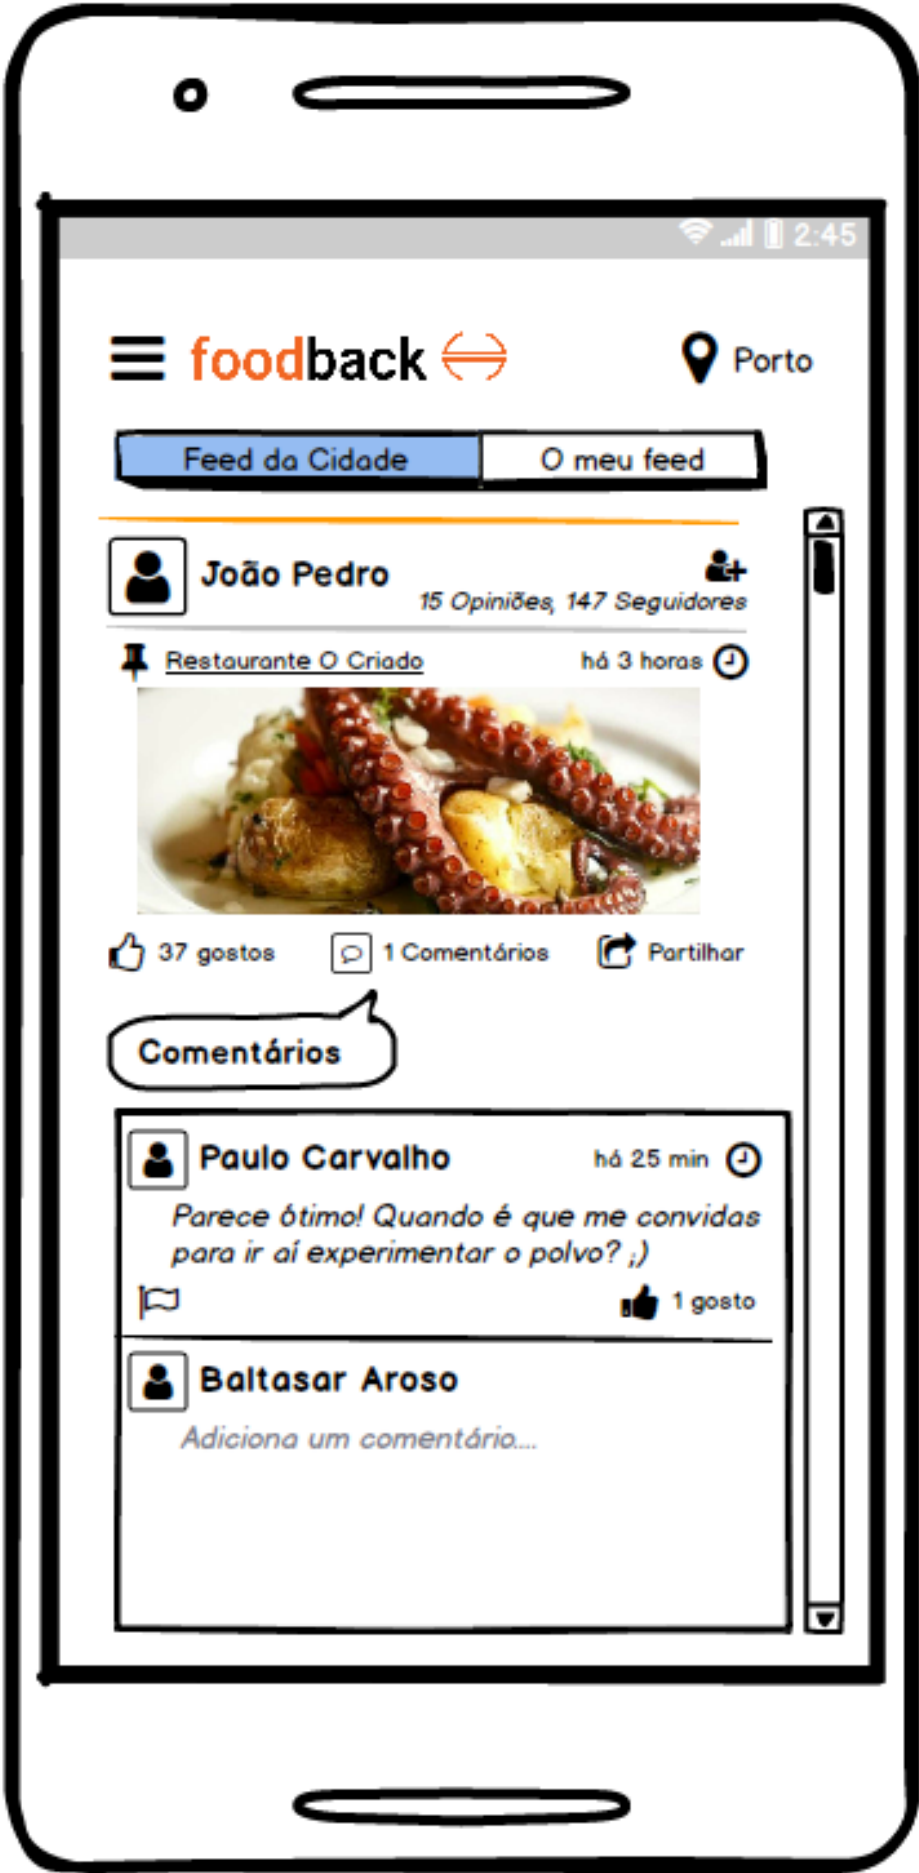 2:45
foodback
Porto
Feed da Cidade
O meu feed
João Pedro
15 Opiniões, 147 Seguidores
Restaurante O Criado
há 3 horas
37 gostos
1 Comentários
Partilhar
Comentários
Paulo Carvalho
há 25 min
Parece ótimo! Quando é que me convidas
para ir aí experimentar o polvo? ;)
1 gosto
Baltasar Aroso
Adiciona um comentário....